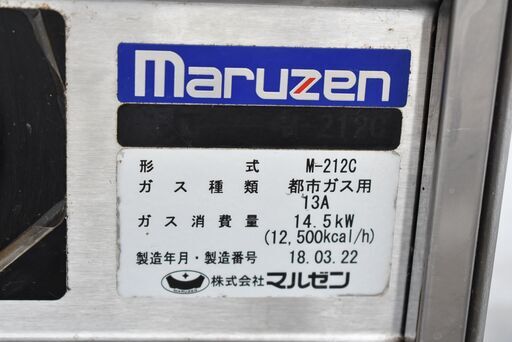 maruzen
212C
形 式 M-212C
ガス種類 都市ガス用
13A
ガス消費量 14.5kW
(12,500kcal/h)
製造年月・製造番号 18.03.22
MARUZEN 株式会社マルゼン